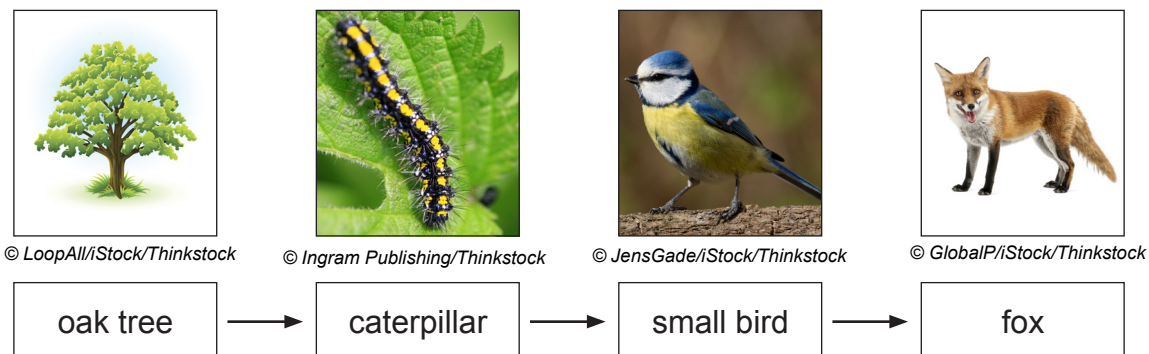 © LoopAll/iStock/Thinkstock
© Ingram Publishing/Thinkstock
© JensGade/iStock/Thinkstock
© GlobalP/iStock/Thinkstock
oak tree
caterpillar
small bird
fox